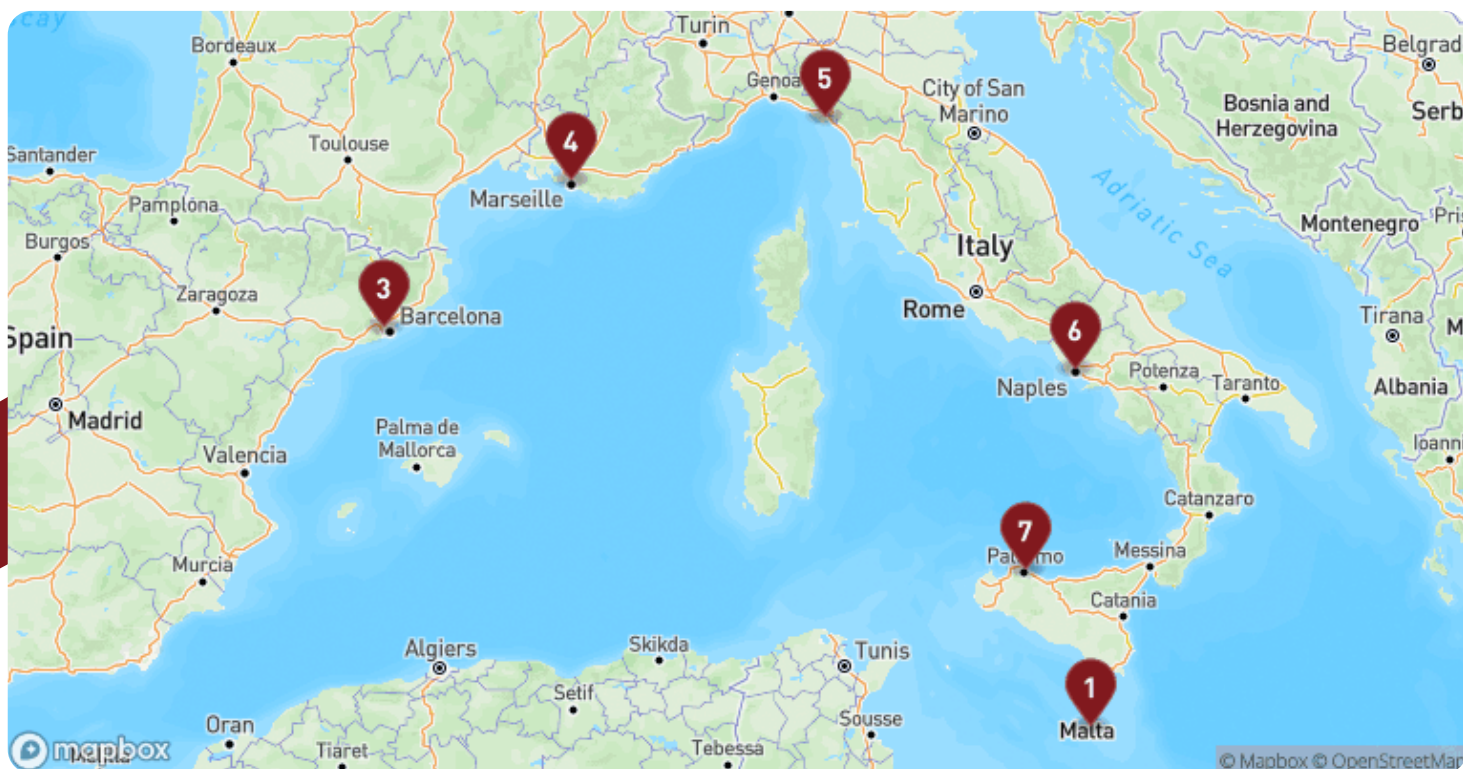 Bordeaux
Turin
Belgrad
5
Genoa
City of San
Marino
Bosnia and
Herzegovina
Serb
4
Toulouse
Santander
Marseille
Pamplona
Adriatic Sea
Montenegro
Burgos
Italy
3
Zaragoza
Rome
Barcelona
6
Tirana
Spain
Naples
Potenza
Taranto
Albania
Madrid
Palma de
Mallorca
Valencia
Ioanni
Catanzaro
7
Messina
Murcia
Catania
Algiers
Skikda
Tunis
1
Setif
Oran
Sousse
Malta
mapbox
Tiaret
Tebessa
© Mapbox © OpenStreetMap